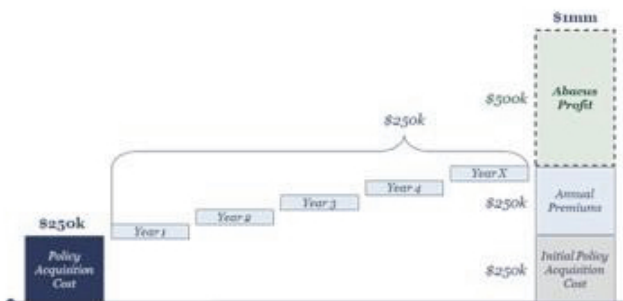 $1mm
$500k
Abacus
Profit
$250k
Year 1
Year 2
Year 3
Year 4
Year X
$250k
Annual
Premiums
$250k
Policy
Acquisition
Cost
$250k
Initial Policy
Acquisition
Cost